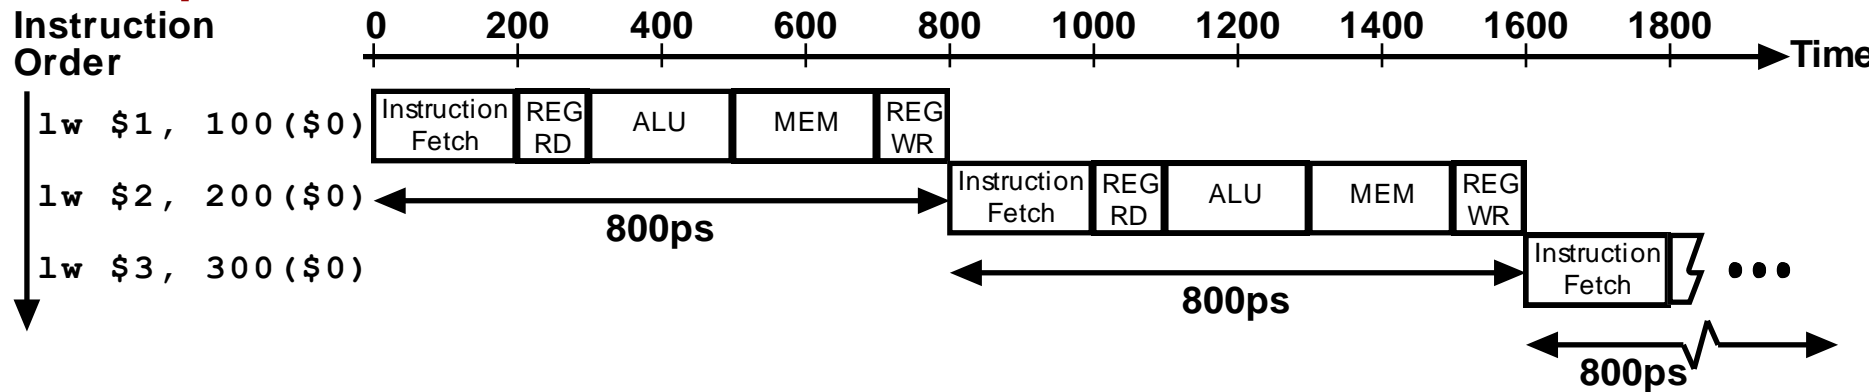 Instruction
Order
0 200 400 600 800 1000 1200 1400 1600 1800
Time
lw $1, 100($0)
Instruction
Fetch
REG
RD
ALU
MEM
REG
WR
lw $2, 200($0)
800ps
Instruction
Fetch
REG
RD
ALU
MEM
REG
WR
lw $3, 300($0)
800ps
Instruction
Fetch
800ps